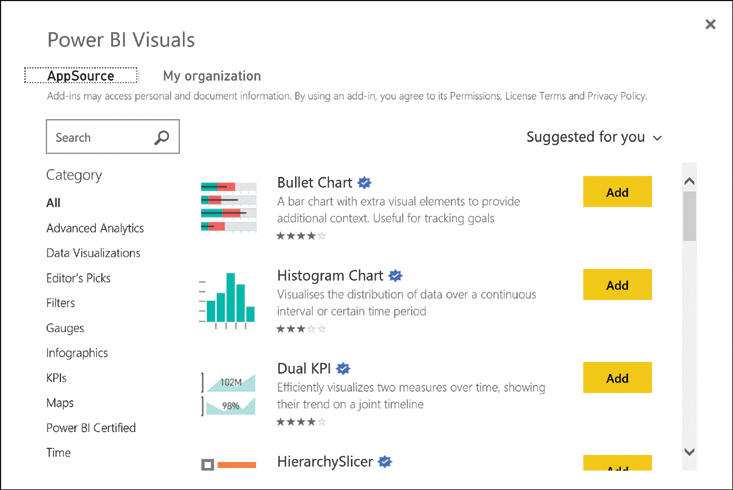 Power BI Visuals
AppSource
My organization
Add-ins may access personal and document information. By using an add-in, you agree to its Permissions, License Terms and Privacy Policy.
Search
Suggested for you
Category
All
Advanced Analytics
Data Visualizations
Editor's Picks
Filters
Gauges
Infographics
KPIs
Maps
Power BI Certified
Time
Bullet Chart
A bar chart with extra visual elements to provide
additional context. Useful for tracking goals
Add
Histogram Chart
Visualises the distribution of data over a continuous
interval or certain time period
Add
102M
98%
Dual KPI
Efficiently visualizes two measures over time, showing
their trend on a joint timeline
Add
HierarchySlicer
Add